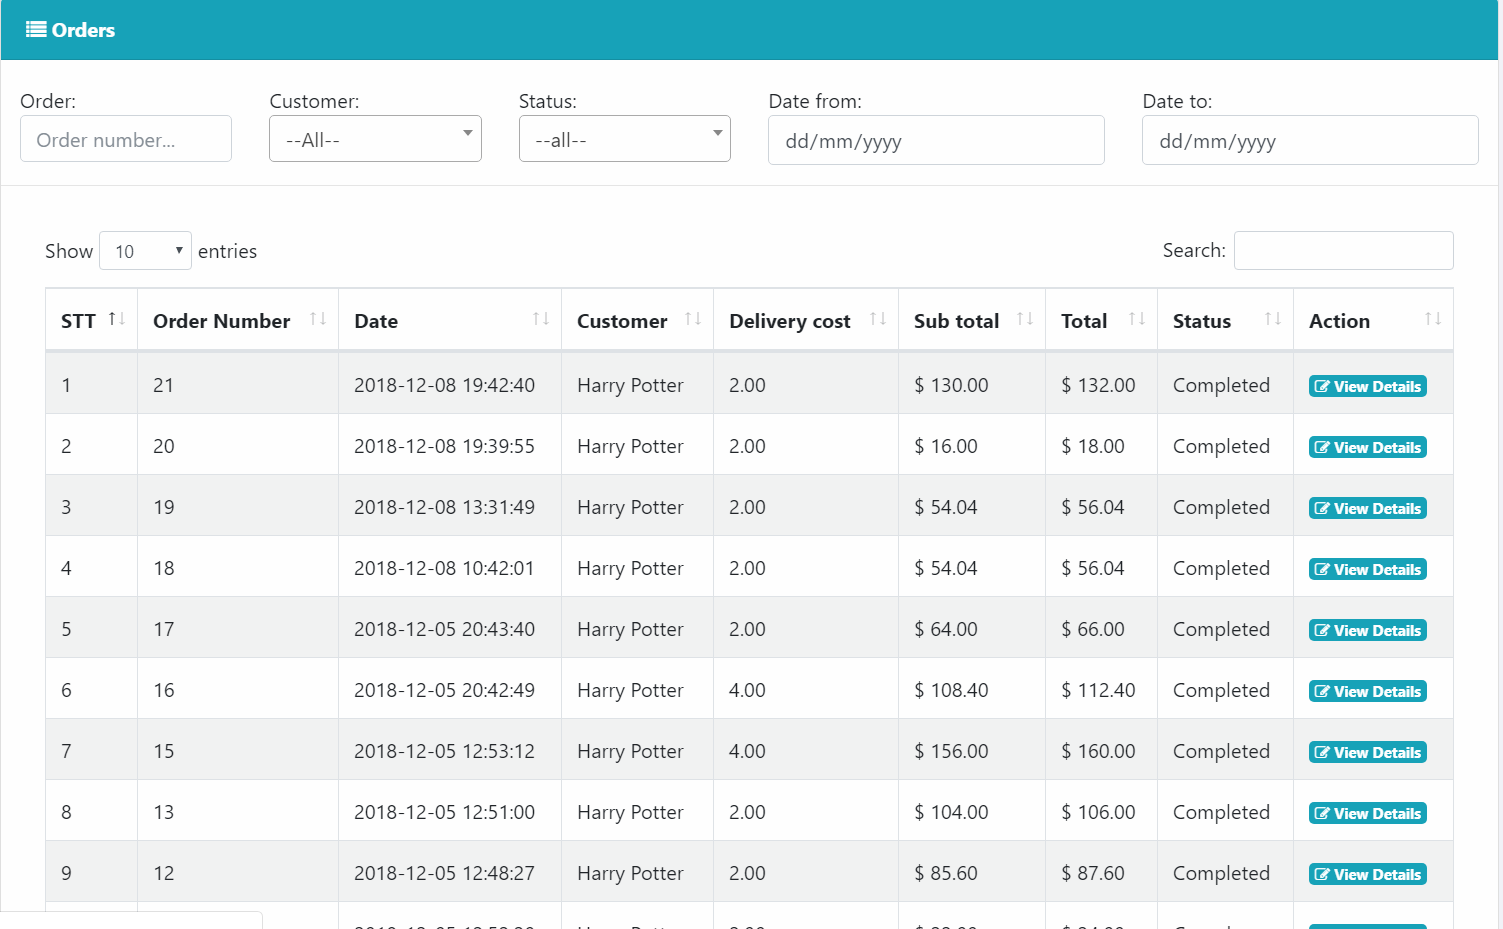 Orders
Order: Customer: Status: Date from: Date to:
Order number... --All-- --all-- dd/mm/yyyy dd/mm/yyyy
Show 10 entries Search:
STT Order Number Date Customer Delivery cost Sub total Total Status Action
1 21 2018-12-08 19:42:40 Harry Potter 2.00 $ 130.00 $ 132.00 Completed View Details
2 20 2018-12-08 19:39:55 Harry Potter 2.00 $ 16.00 $ 18.00 Completed View Details
3 19 2018-12-08 13:31:49 Harry Potter 2.00 $ 54.04 $ 56.04 Completed View Details
4 18 2018-12-08 10:42:01 Harry Potter 2.00 $ 54.04 $ 56.04 Completed View Details
5 17 2018-12-05 20:43:40 Harry Potter 2.00 $ 64.00 $ 66.00 Completed View Details
6 16 2018-12-05 20:42:49 Harry Potter 4.00 $ 108.40 $ 112.40 Completed View Details
7 15 2018-12-05 12:53:12 Harry Potter 4.00 $ 156.00 $ 160.00 Completed View Details
8 13 2018-12-05 12:51:00 Harry Potter 2.00 $ 104.00 $ 106.00 Completed View Details
9 12 2018-12-05 12:48:27 Harry Potter 2.00 $ 85.60 $ 87.60 Completed View Details